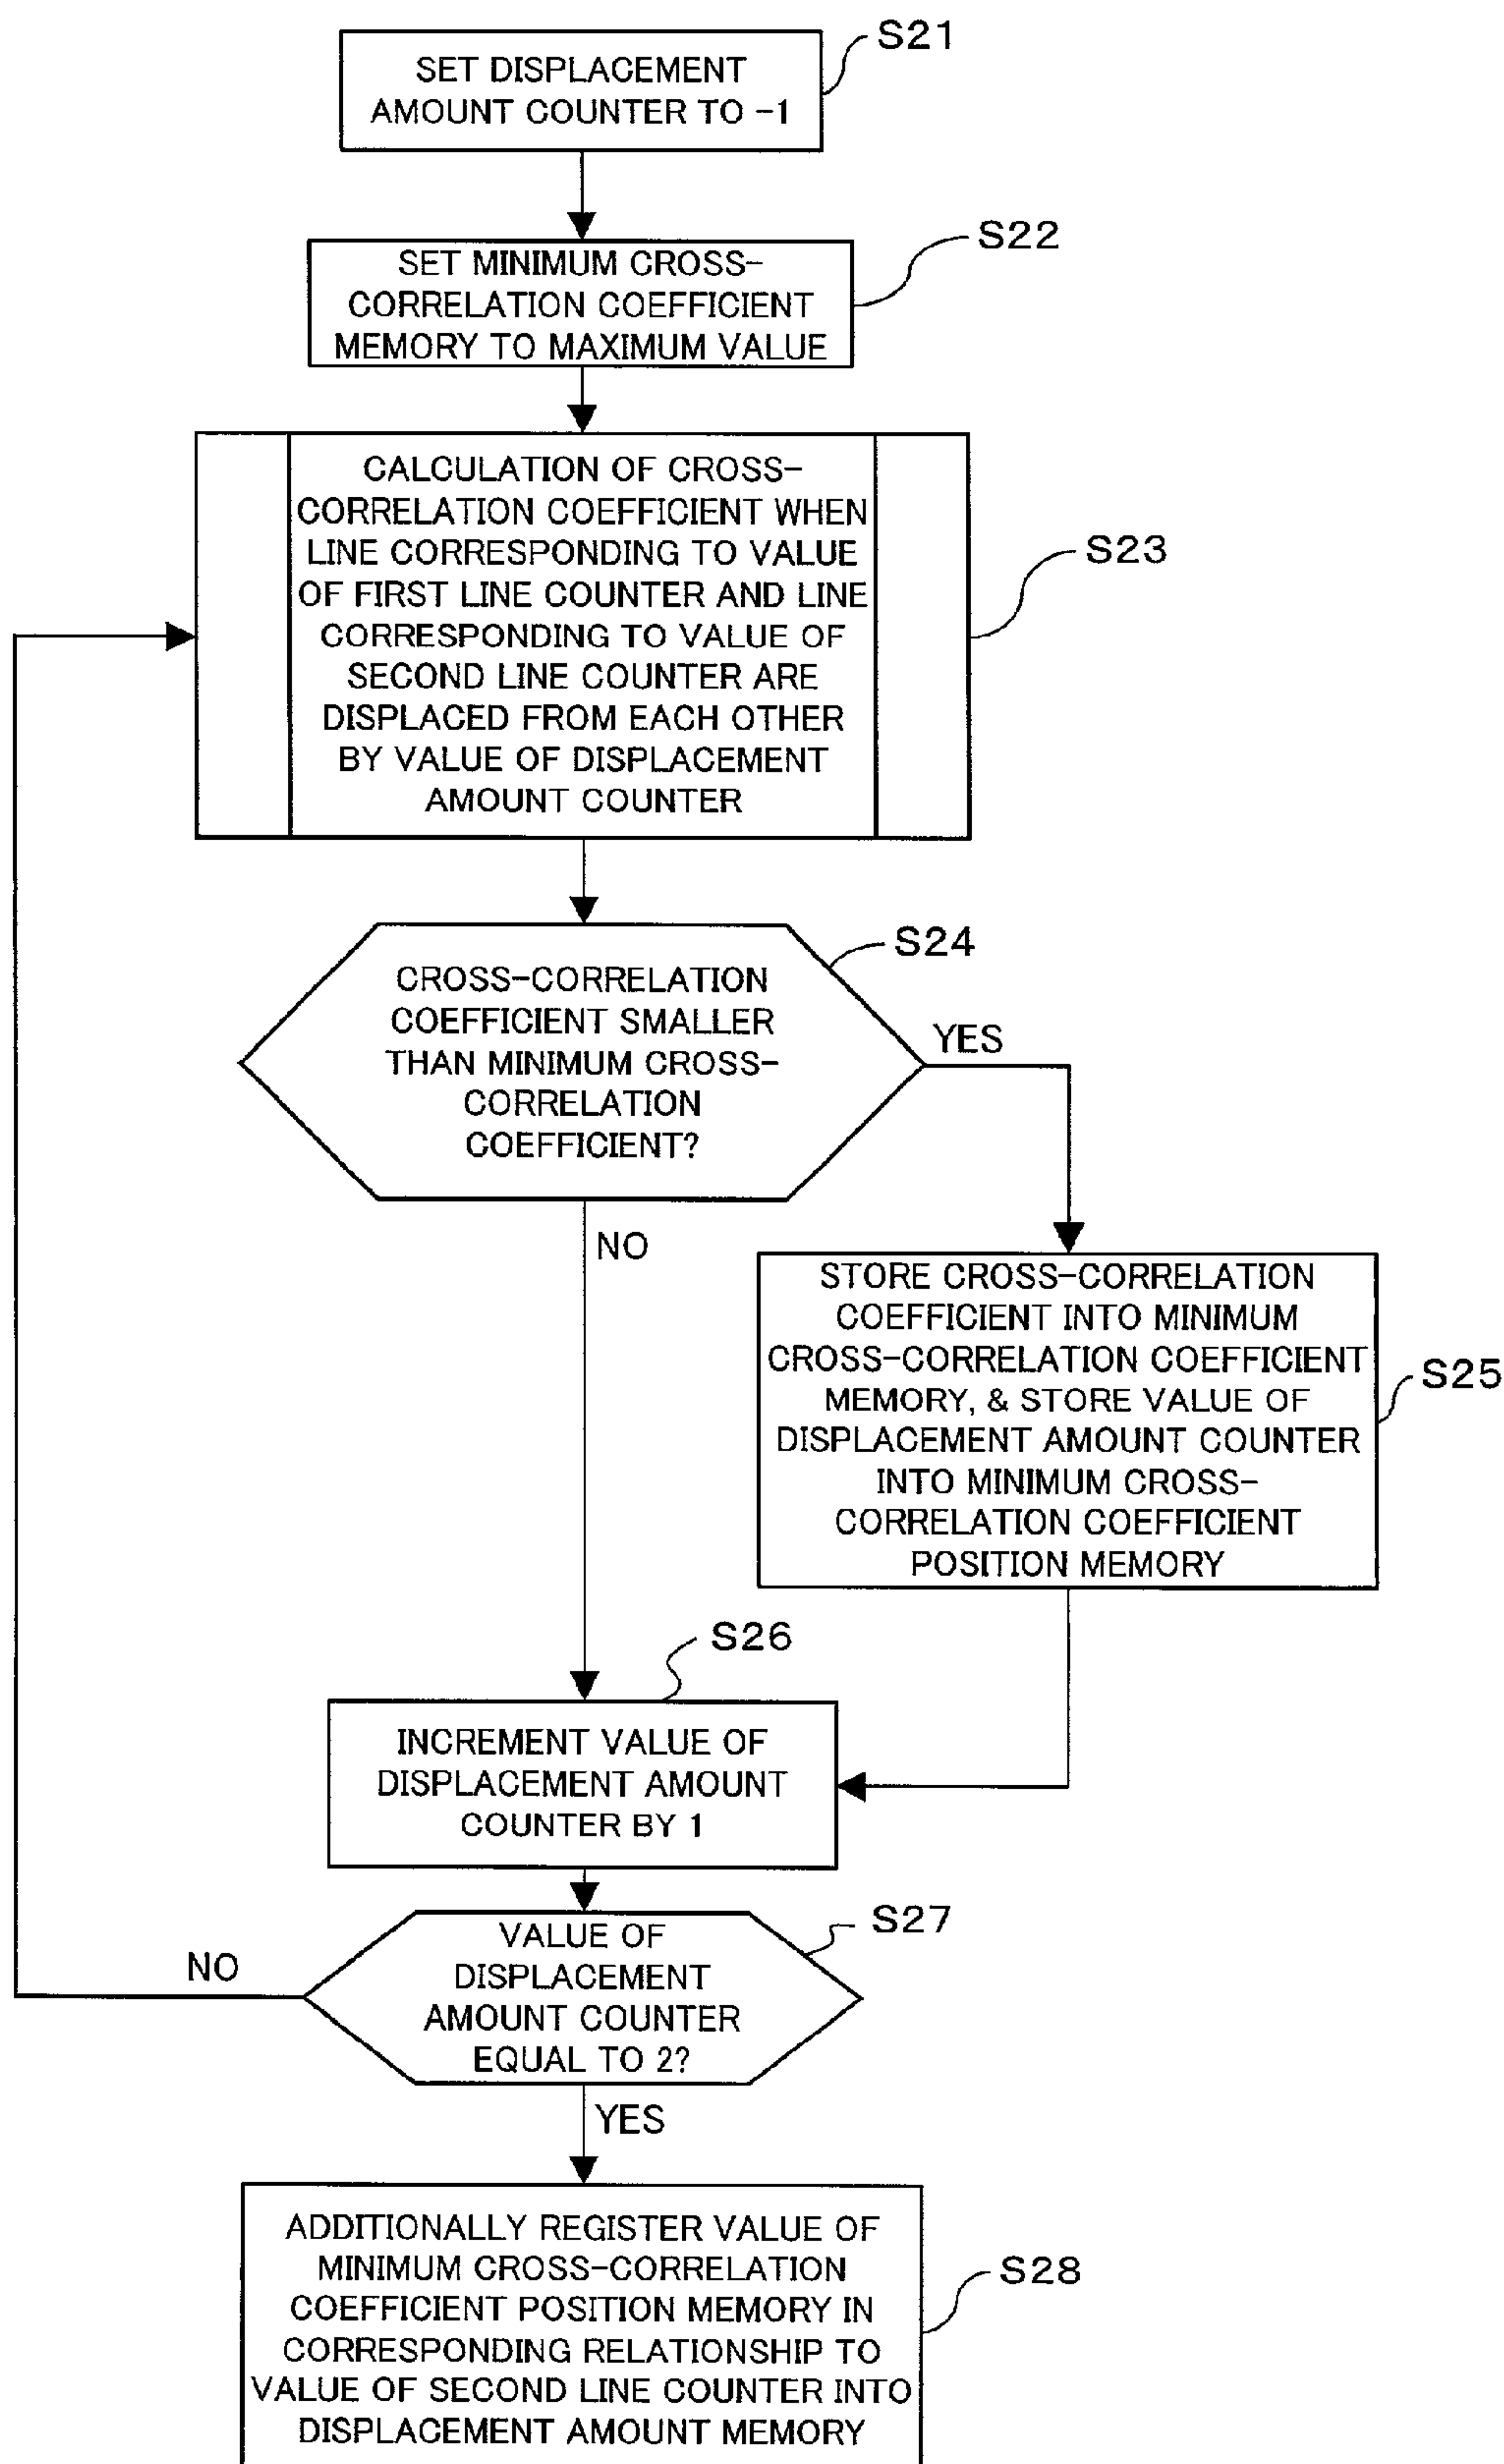 S21
SET DISPLACEMENT
AMOUNT COUNTER TO -1
S22
SET MINIMUM CROSS-
CORRELATION COEFFICIENT
MEMORY TO MAXIMUM VALUE
CALCULATION OF CROSS-
CORRELATION COEFFICIENT WHEN
LINE CORRESPONDING TO VALUE
OF FIRST LINE COUNTER AND LINE
CORRESPONDING TO VALUE OF
SECOND LINE COUNTER ARE
DISPLACED FROM EACH OTHER
BY VALUE OF DISPLACEMENT
AMOUNT COUNTER
S23
S24
CROSS-CORRELATION
COEFFICIENT SMALLER
THAN MINIMUM CROSS-
CORRELATION
COEFFICIENT?
YES
NO
STORE CROSS-CORRELATION
COEFFICIENT INTO MINIMUM
CROSS-CORRELATION COEFFICIENT
MEMORY, & STORE VALUE OF
DISPLACEMENT AMOUNT COUNTER
INTO MINIMUM CROSS-
CORRELATION COEFFICIENT
POSITION MEMORY
S25
S26
INCREMENT VALUE OF
DISPLACEMENT AMOUNT
COUNTER BY 1
S27
VALUE OF
DISPLACEMENT
AMOUNT COUNTER
EQUAL TO 2?
NO
YES
ADDITIONALLY REGISTER VALUE OF
MINIMUM CROSS-CORRELATION
COEFFICIENT POSITION MEMORY IN
CORRESPONDING RELATIONSHIP TO
VALUE OF SECOND LINE COUNTER INTO
DISPLACEMENT AMOUNT MEMORY
S28